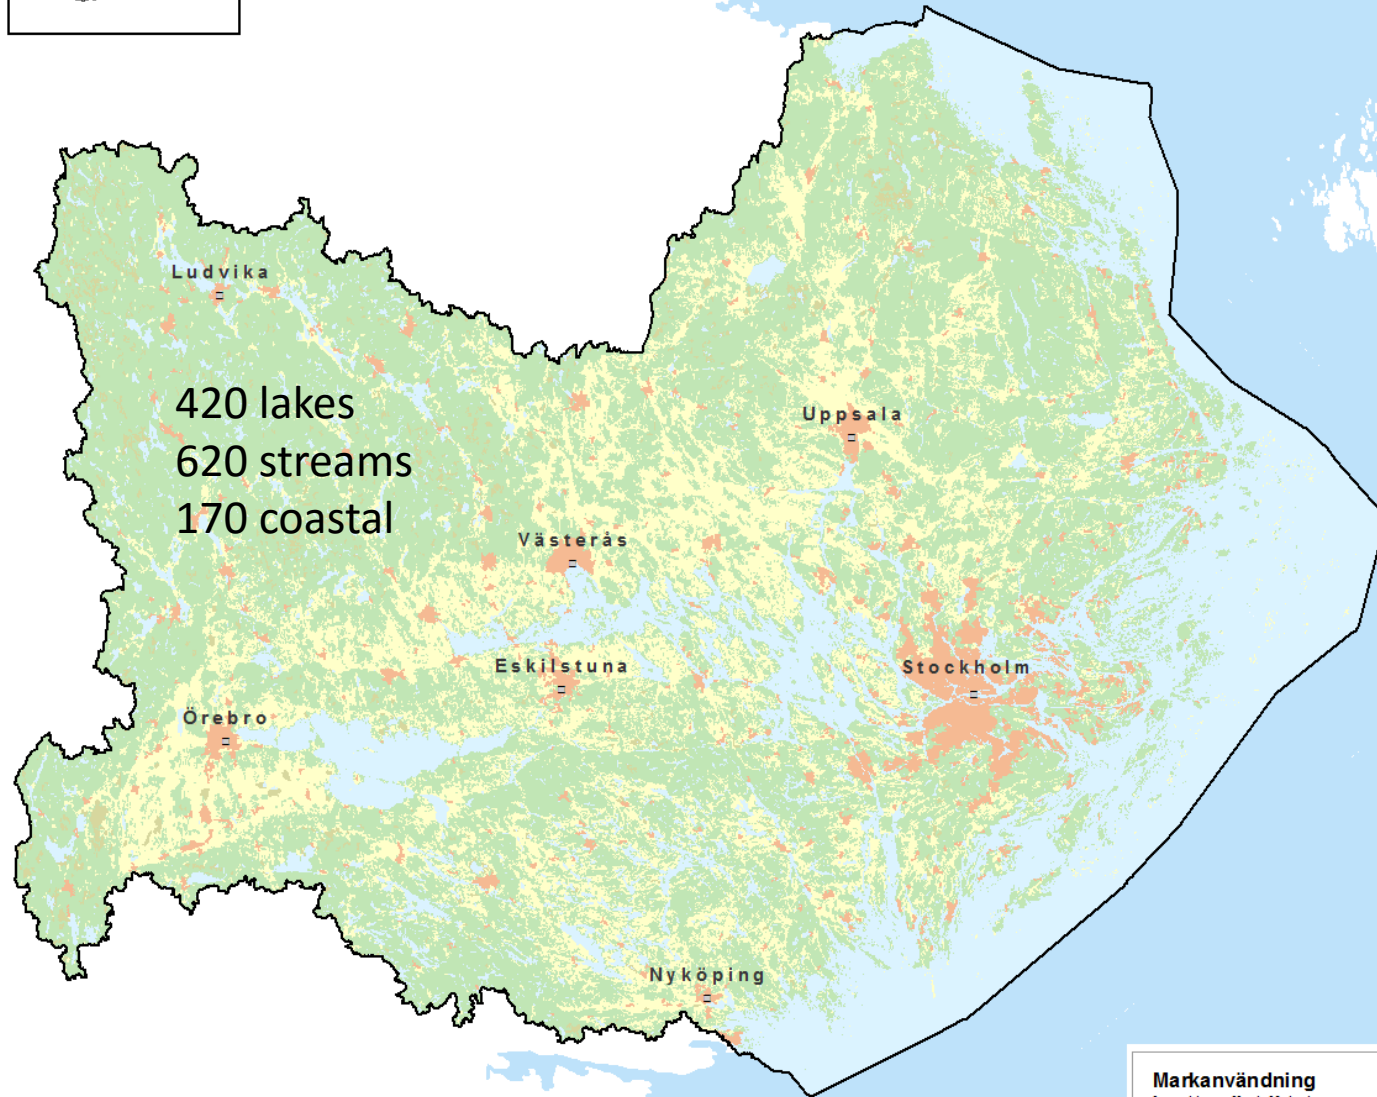 Ludvika
420 lakes
620 streams
170 coastal
Uppsala
Västerås
Eskilstuna
Stockholm
Örebro
Nyköping
Markanvändning